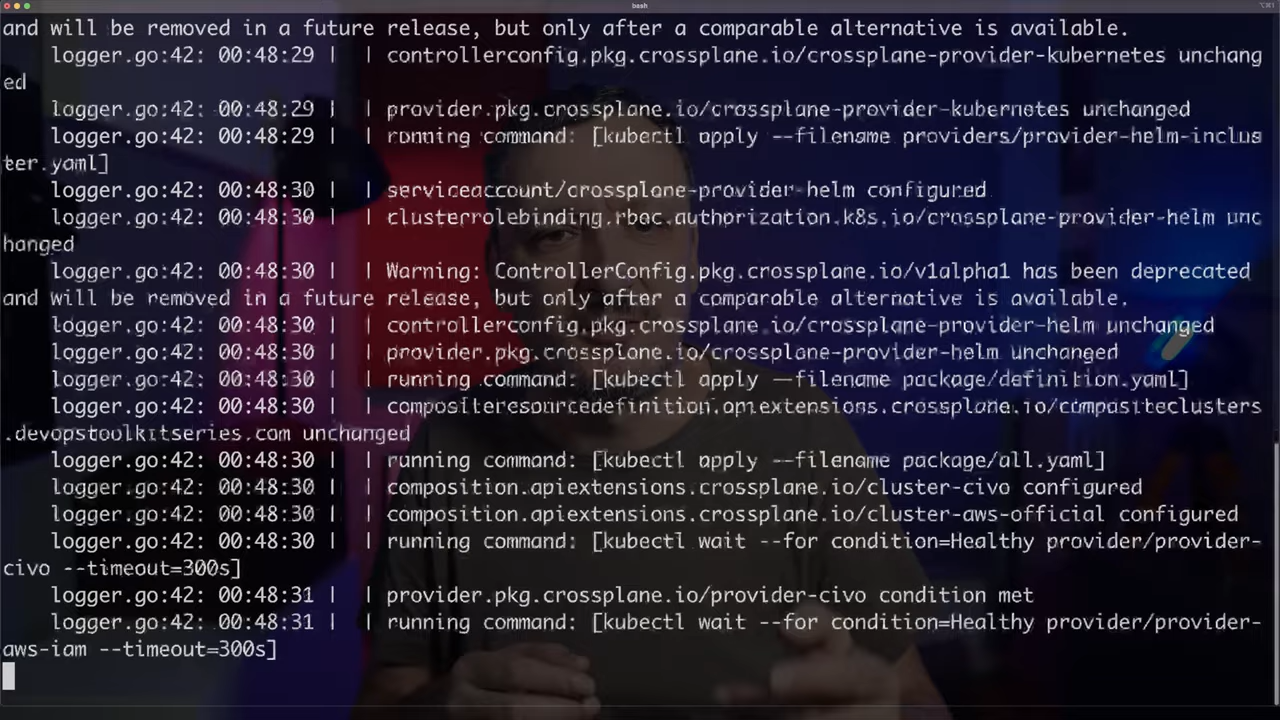 bash
and will be removed in a future release, but only after a comparable alternative is available.
logger.go:42: 00:48:29 | | controllerconfig.pkg.crossplane.io/crossplane-provider-kubernetes unchang
ed
logger.go:42: 00:48:29 | | provider.pkg.crossplane.io/crossplane-provider-kubernetes unchanged
logger.go:42: 00:48:29 | | running command: [kubectl apply --filename providers/provider-helm-inclus
ter.yaml]
logger.go:42: 00:48:30 | | serviceaccount/crossplane-provider-helm configured
logger.go:42: 00:48:30 | | clusterrolebinding.rbac.authorization.k8s.io/crossplane-provider-helm unc
hanged
logger.go:42: 00:48:30 | | Warning: ControllerConfig.pkg.crossplane.io/v1alpha1 has been deprecated
and will be removed in a future release, but only after a comparable alternative is available.
logger.go:42: 00:48:30 | | controllerconfig.pkg.crossplane.io/crossplane-provider-helm unchanged
logger.go:42: 00:48:30 | | provider.pkg.crossplane.io/crossplane-provider-helm unchanged
logger.go:42: 00:48:30 | | running command: [kubectl apply --filename package/definition.yaml]
logger.go:42: 00:48:30 | | compositeresourcedefinition.apiextensions.crossplane.io/compositeclusters
.devopstoolkitseries.com unchanged
logger.go:42: 00:48:30 | | running command: [kubectl apply --filename package/all.yaml]
logger.go:42: 00:48:30 | | composition.apiextensions.crossplane.io/cluster-civo configured
logger.go:42: 00:48:30 | | composition.apiextensions.crossplane.io/cluster-aws-official configured
logger.go:42: 00:48:30 | | running command: [kubectl wait --for condition=Healthy provider/provider-
civo --timeout=300s]
logger.go:42: 00:48:31 | | provider.pkg.crossplane.io/provider-civo condition met
logger.go:42: 00:48:31 | | running command: [kubectl wait --for condition=Healthy provider/provider-
aws-iam --timeout=300s]